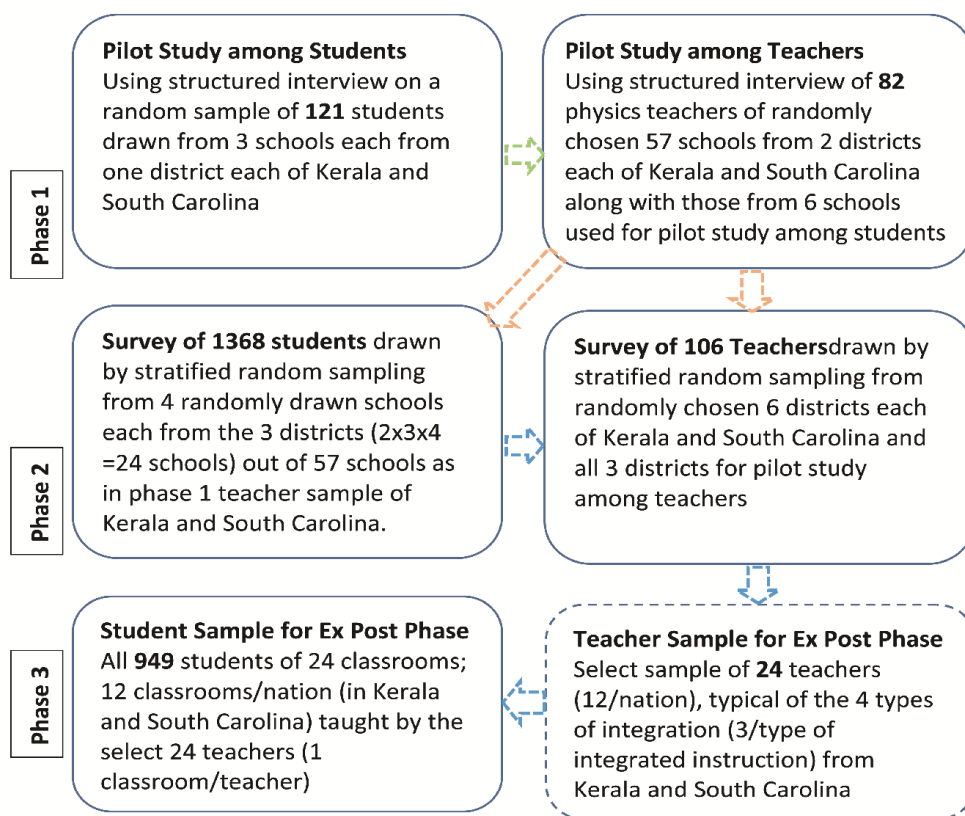 Phase 1
Pilot Study among Students
Using structured interview on a
random sample of 121 students
drawn from 3 schools each from
one district each of Kerala and
South Carolina
Pilot Study among Teachers
Using structured interview of 82
physics teachers of randomly
chosen 57 schools from 2 districts
each of Kerala and South Carolina
along with those from 6 schools
used for pilot study among students
Phase 2
Survey of 1368 students drawn
by stratified random sampling
from 4 randomly drawn schools
each from the 3 districts (2x3x4
=24 schools) out of 57 schools as
in phase 1 teacher sample of
Kerala and South Carolina.
Survey of 106 Teachersdrawn by
stratified random sampling from
randomly chosen 6 districts each
of Kerala and South Carolina and
all 3 districts for pilot study
among teachers
Phase 3
Student Sample for Ex Post Phase
All 949 students of 24 classrooms;
12 classrooms/nation (in Kerala
and South Carolina) taught by the
select 24 teachers (1
classroom/teacher)
Teacher Sample for Ex Post Phase
Select sample of 24 teachers
(12/nation), typical of the 4 types
of integration (3/type of
integrated instruction) from
Kerala and South Carolina